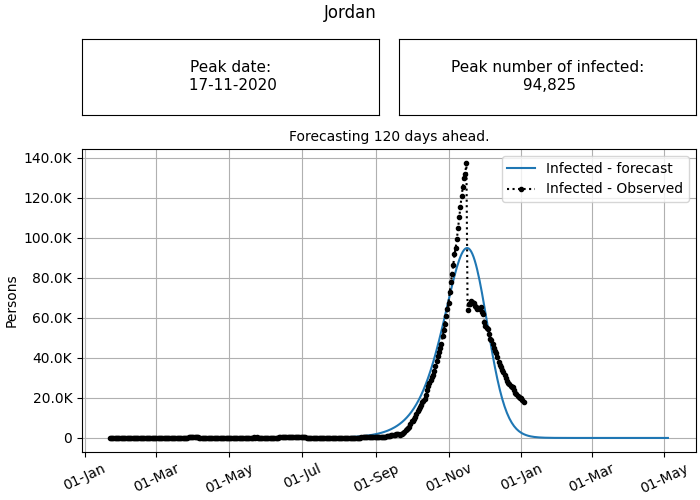 Jordan
Peak date:
17-11-2020
Peak number of infected:
94,825
Forecasting 120 days ahead.
140.0K
120.0K
100.0K
80.0K
60.0K
40.0K
20.0K
0
Persons
Infected - forecast
Infected - Observed
01-Jan
01-Mar
01-May
01-Jul
01-Sep
01-Nov
01-Jan
01-Mar
01-May